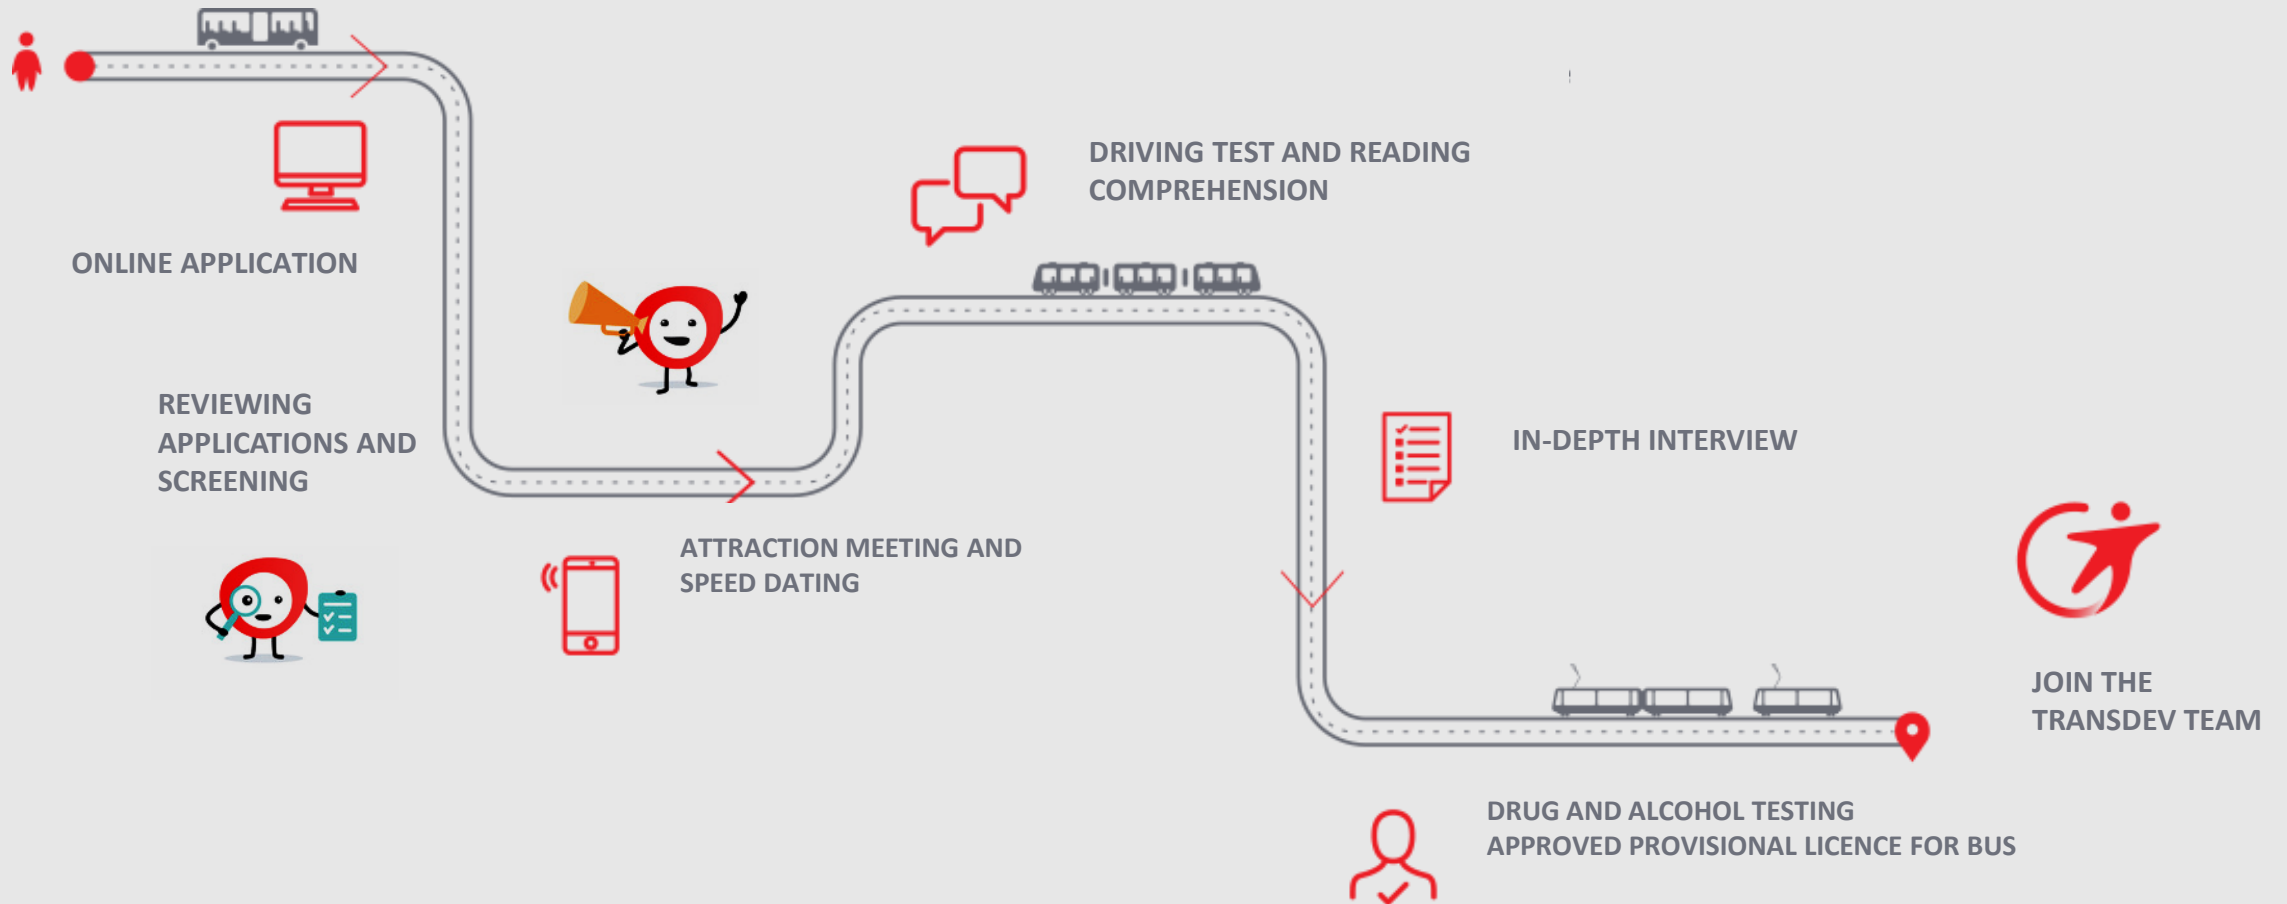 ONLINE APPLICATION
REVIEWING
APPLICATIONS AND
SCREENING
ATTRACTION MEETING AND
SPEED DATING
DRIVING TEST AND READING
COMPREHENSION
IN-DEPTH INTERVIEW
DRUG AND ALCOHOL TESTING
APPROVED PROVISIONAL LICENCE FOR BUS
JOIN THE
TRANSDEV TEAM